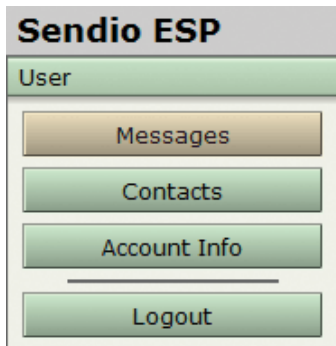 Sendio ESP
User
Messages
Contacts
Account Info
Logout